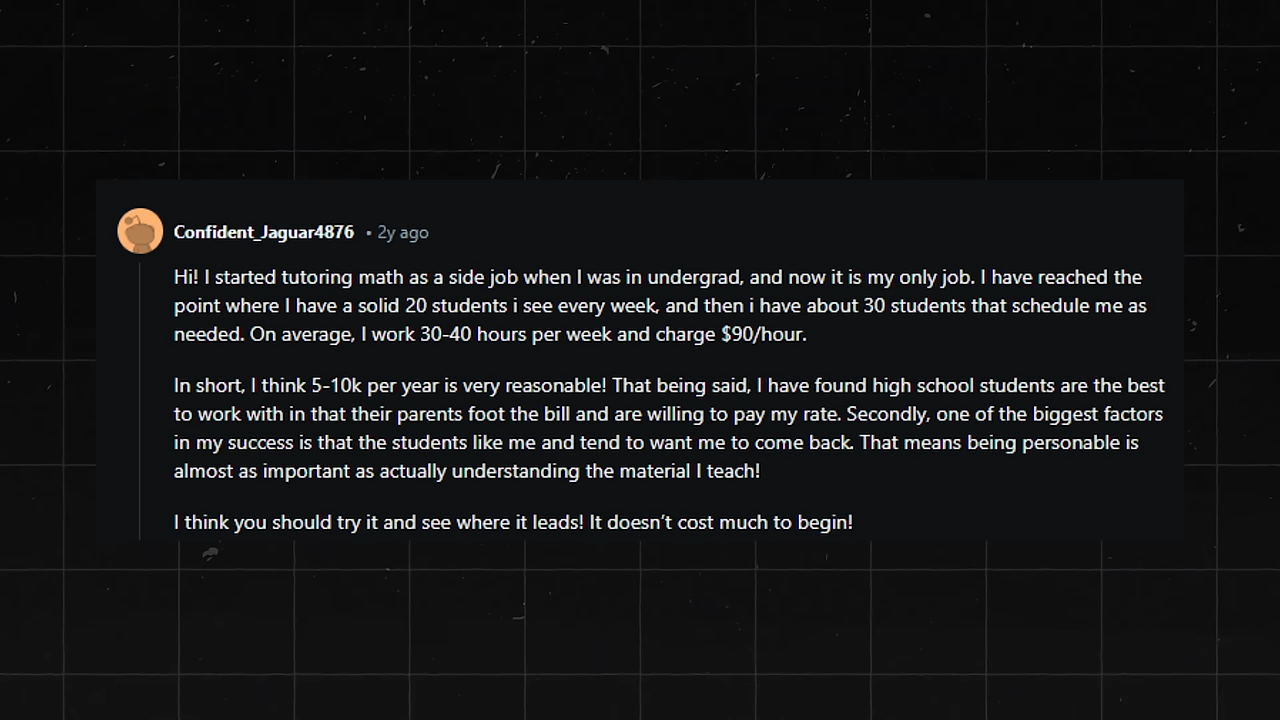 Confident_Jaguar4876 • 2y ago
Hi! I started tutoring math as a side job when I was in undergrad, and now it is my only job. I have reached the
point where I have a solid 20 students i see every week, and then i have about 30 students that schedule me as
needed. On average, I work 30-40 hours per week and charge $90/hour.
In short, I think 5-10k per year is very reasonable! That being said, I have found high school students are the best
to work with in that their parents foot the bill and are willing to pay my rate. Secondly, one of the biggest factors
in my success is that the students like me and tend to want me to come back. That means being personable is
almost as important as actually understanding the material I teach!
I think you should try it and see where it leads! It doesn’t cost much to begin!